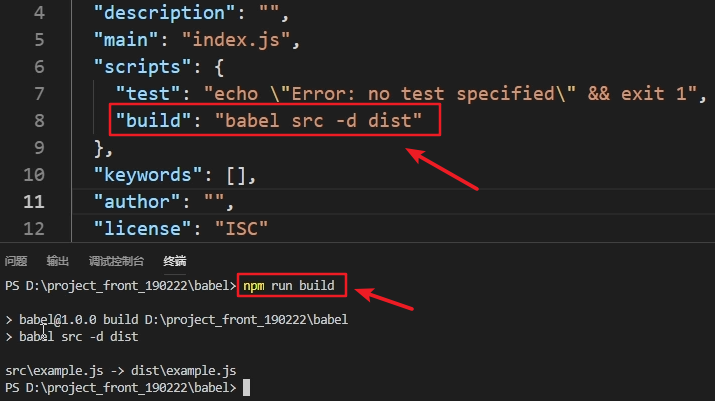 4 "description": "",
5 "main": "index.js",
6 "scripts": {
7 "test": "echo \"Error: no test specified\" && exit 1",
8 "build": "babel src -d dist"
9 },
10 "keywords": [],
11 "author": "",
12 "license": "ISC"
问题 输出 调试控制台 终端
PS D:\project_front_190222\babel> npm run build
> babel@1.0.0 build D:\project_front_190222\babel
> babel src -d dist
src\example.js -> dist\example.js
PS D:\project_front_190222\babel>